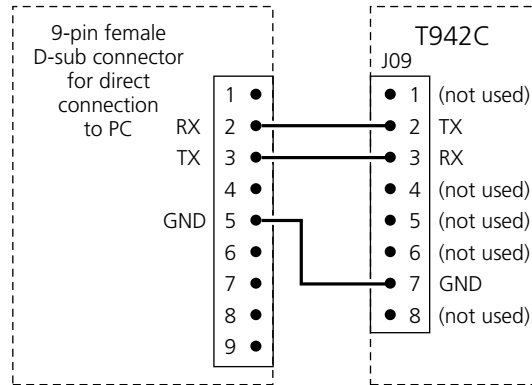 9-pin female
D-sub connector
for direct
connection
to PC
1
RX 2
TX 3
4
GND 5
6
7
8
9
T942C
J09
1 (not used)
2 TX
3 RX
4 (not used)
5 (not used)
6 (not used)
7 GND
8 (not used)